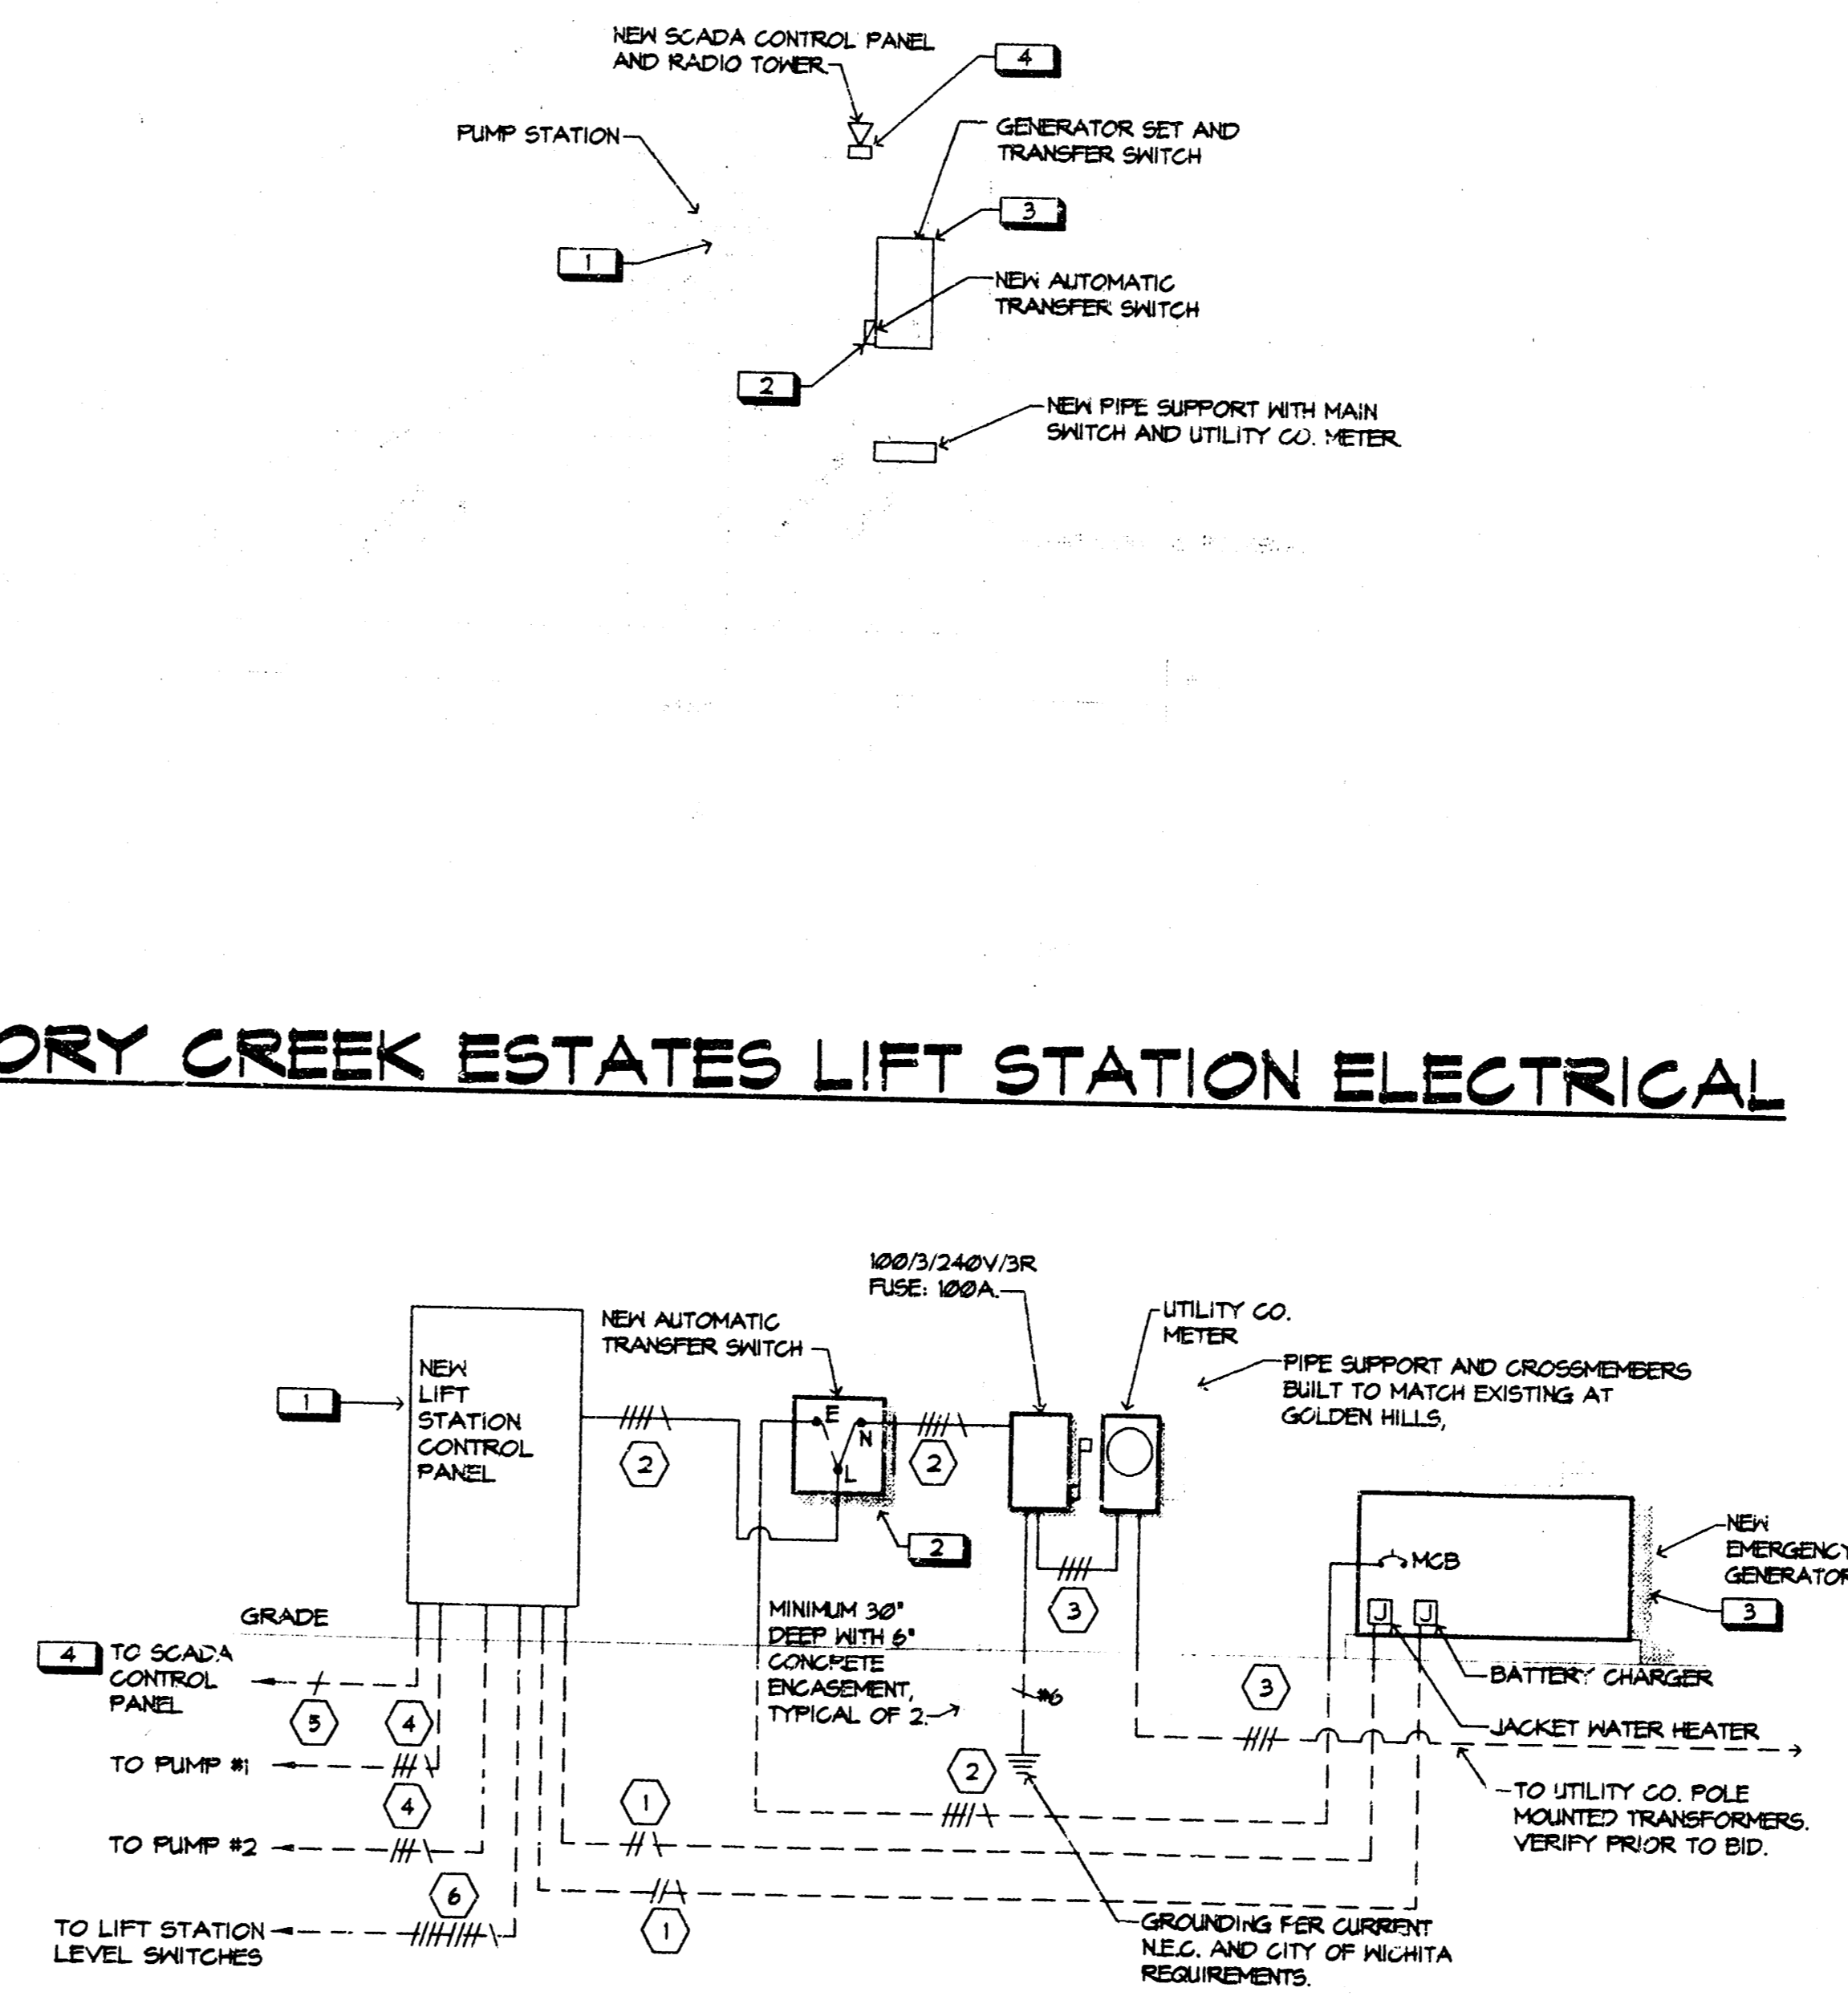 NEW SCADA CONTROL PANEL
AND RADIO TOWER
4
PUMP STATION
GENERATOR SET AND
TRANSFER SWITCH
3
1
NEW AUTOMATIC
TRANSFER SWITCH
2
NEW PIPE SUPPORT WITH MAIN
SWITCH AND UTILITY CO. METER
ORY CREEK ESTATES LIFT STATION ELECTRICAL
100/3/240V/3R
FUSE: 100A.
NEW AUTOMATIC
TRANSFER SWITCH
UTILITY CO.
METER
PIPE SUPPORT AND CROSSMEMBERS
BUILT TO MATCH EXISTING AT
GOLDEN HILLS,
NEW
LIFT
STATION
CONTROL
PANEL
1
2
E
N
L
2
2
MCB
J
J
NEW
EMERGENCY
GENERATOR
3
3
GRADE
MINIMUM 30"
DEEP WITH 6"
CONCRETE
ENCASEMENT,
TYPICAL OF 2.
#6
4
TO SCADA
CONTROL
PANEL
5
4
3
BATTERY CHARGER
JACKET WATER HEATER
TO PUMP #1
4
1
2
TO UTILITY CO. POLE
MOUNTED TRANSFORMERS.
VERIFY PRIOR TO BID.
TO PUMP #2
6
1
TO LIFT STATION
LEVEL SWITCHES
GROUNDING PER CURRENT
N.E.C. AND CITY OF WICHITA
REQUIREMENTS.